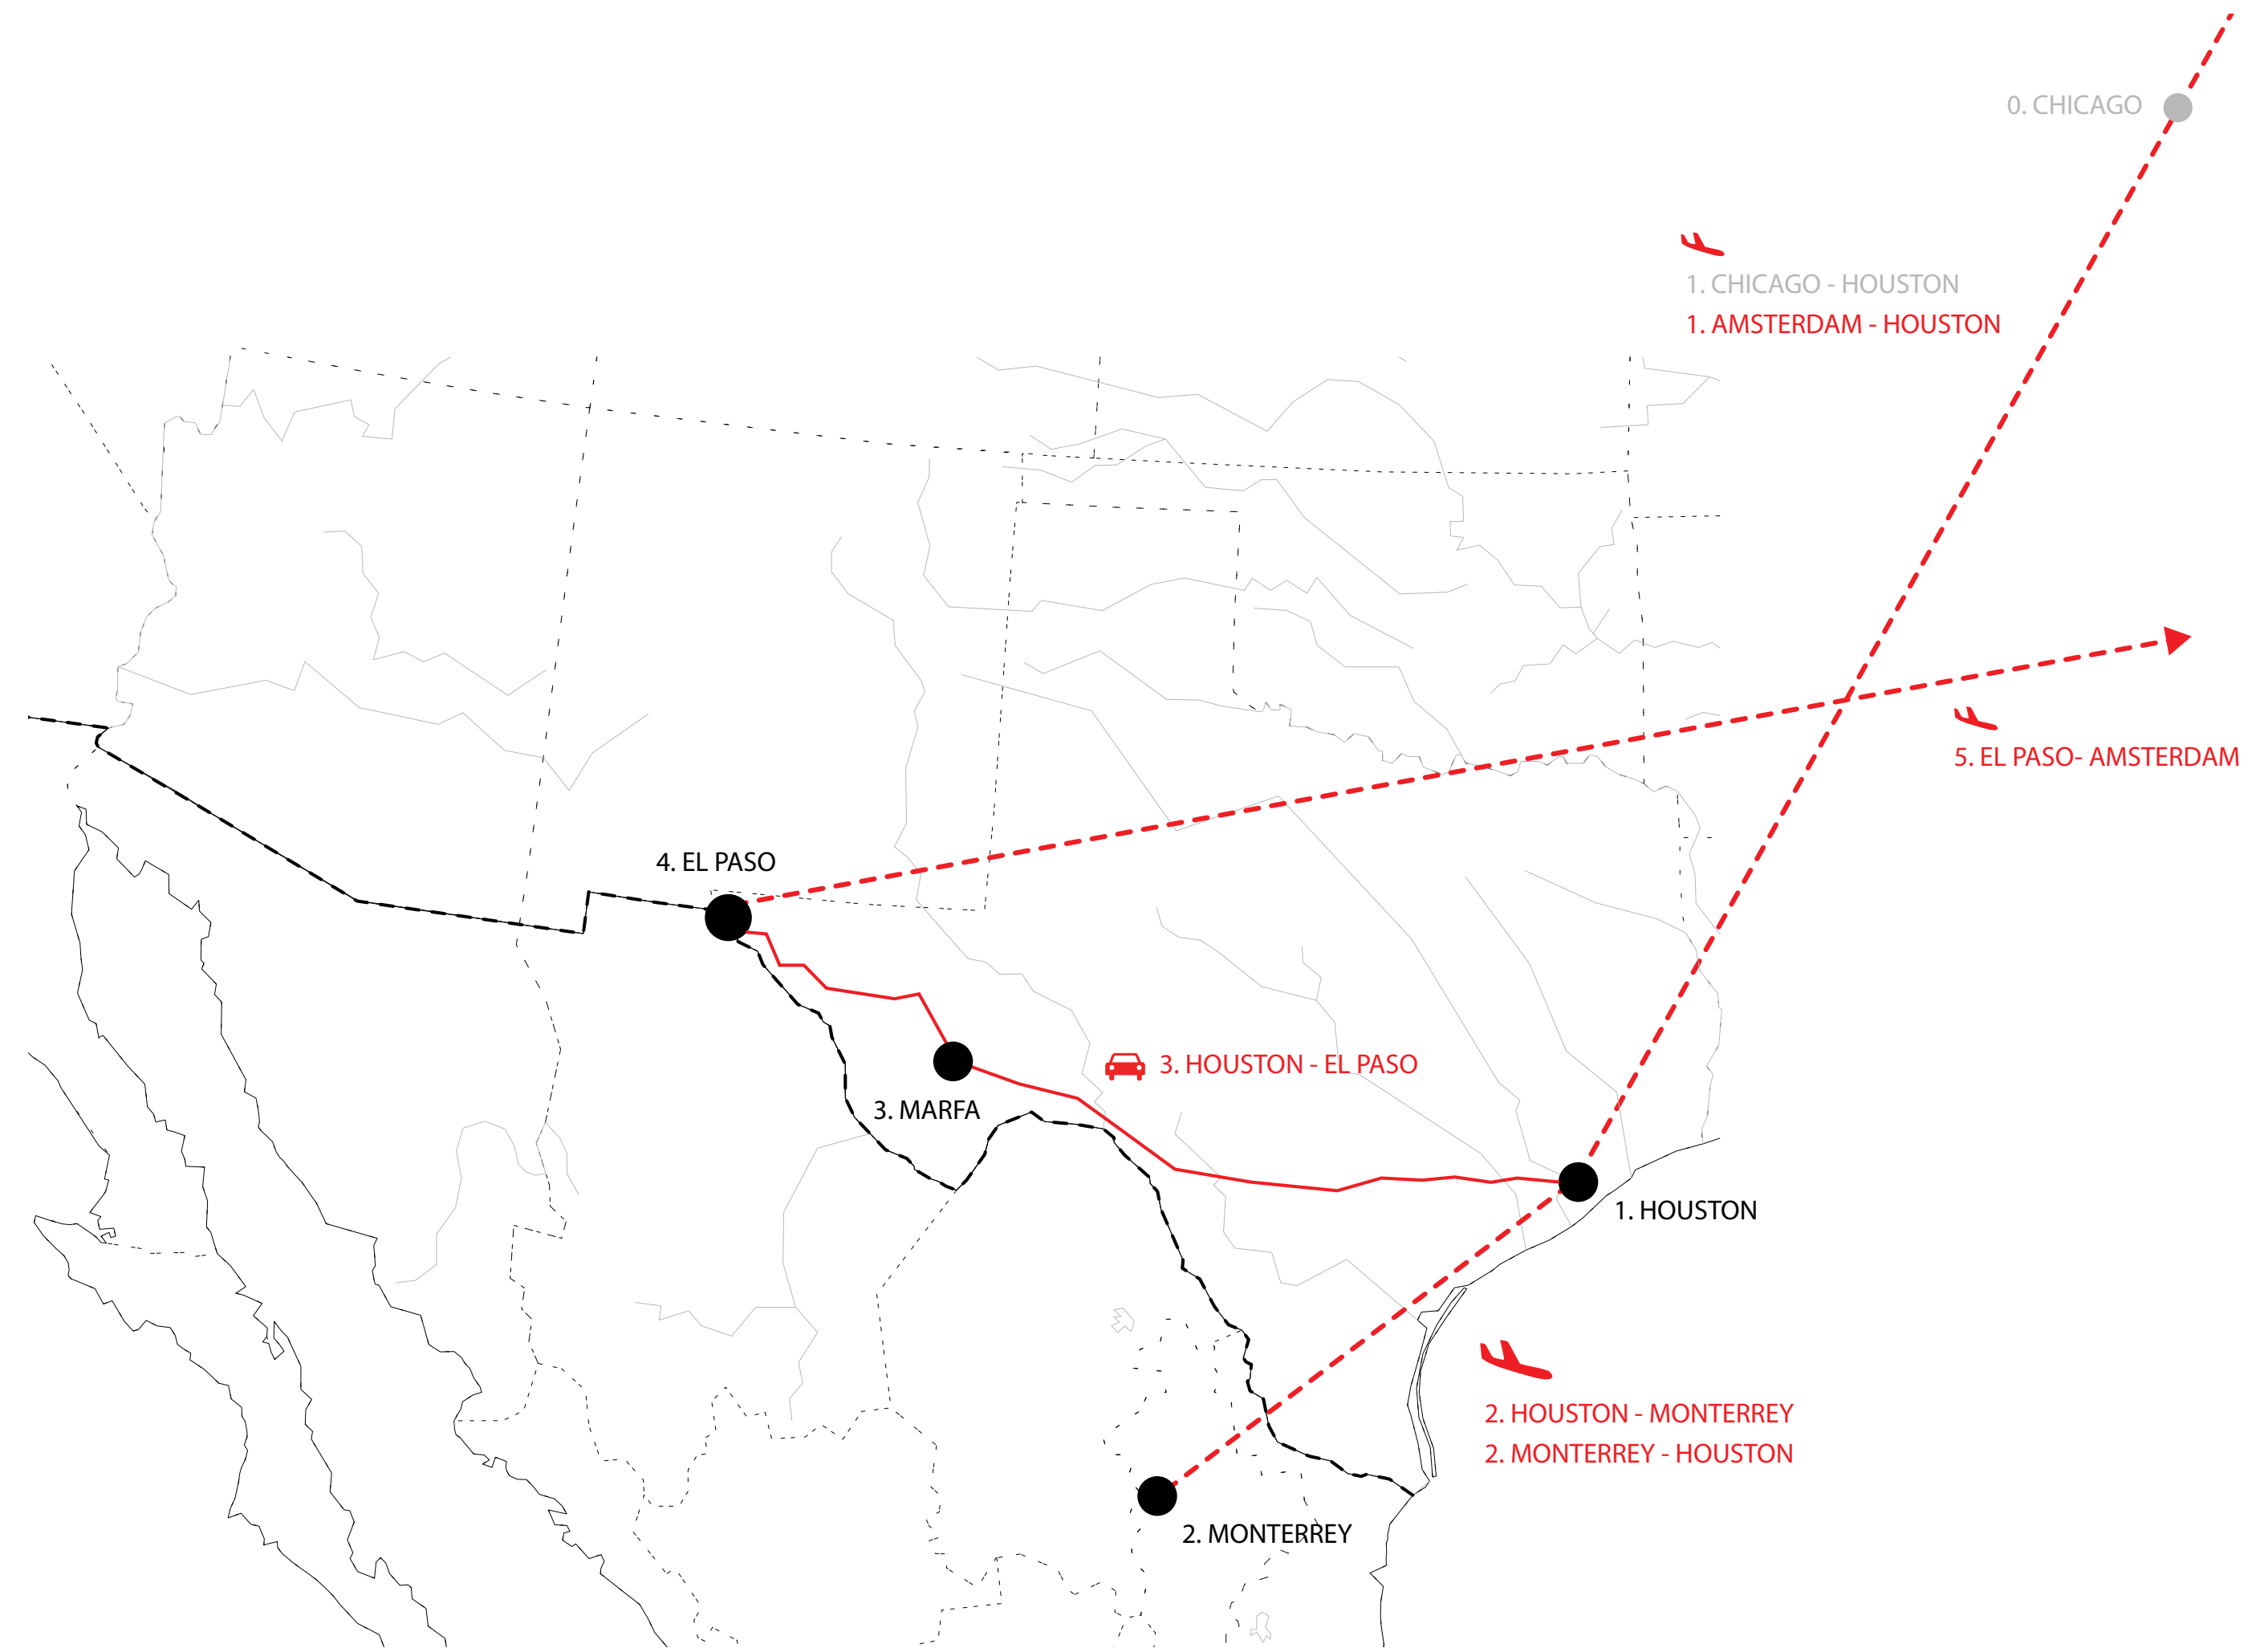 0. CHICAGO
1. CHICAGO - HOUSTON
1. AMSTERDAM - HOUSTON
5. EL PASO- AMSTERDAM
4. EL PASO
3. HOUSTON - EL PASO
3. MARFA
1. HOUSTON
2. HOUSTON - MONTERREY
2. MONTERREY - HOUSTON
2. MONTERREY